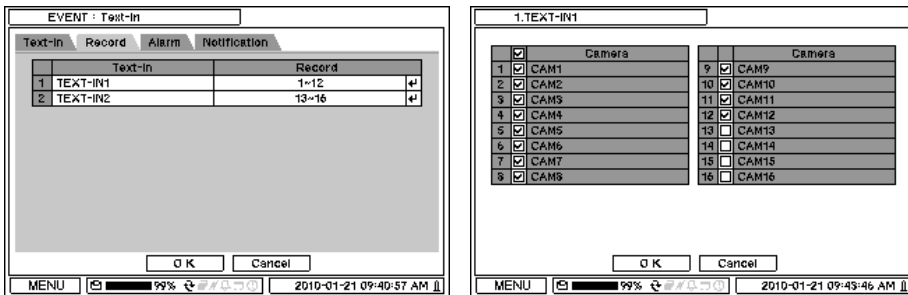 EVENT : Text-In
Text-In Record Alarm Notification
Text-In Record
1 TEXT-IN1 1~12
2 TEXT-IN2 13~16
OK Cancel
MENU 99% 2010-01-21 09:40:57 AM
1.TEXT-IN1
Camera Camera
1 CAM1 9 CAM9
2 CAM2 10 CAM10
3 CAM3 11 CAM11
4 CAM4 12 CAM12
5 CAM5 13 CAM13
6 CAM6 14 CAM14
7 CAM7 15 CAM15
8 CAM8 16 CAM16
OK Cancel
MENU 99% 2010-01-21 09:43:46 AM